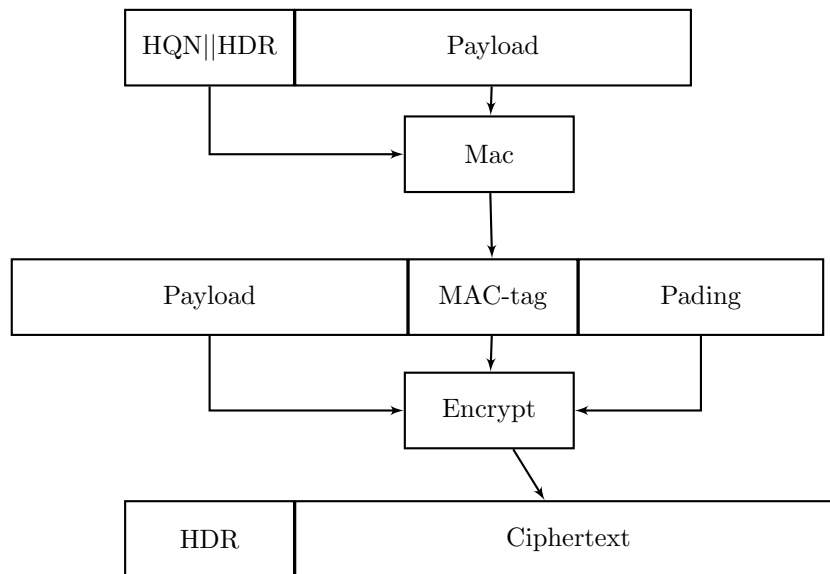 HQN||HDR Payload
Mac
Payload MAC-tag Pading
Encrypt
HDR Ciphertext